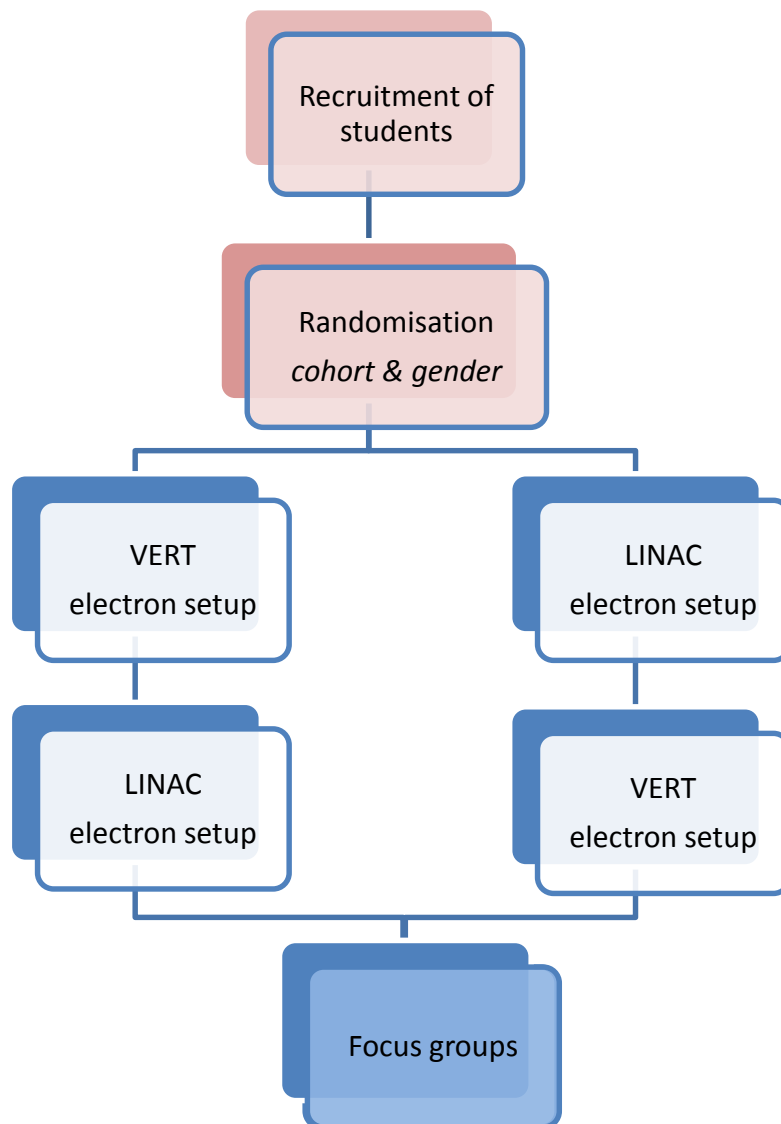 Recruitment of
students
Randomisation
cohort & gender
VERT
electron setup
LINAC
electron setup
LINAC
electron setup
VERT
electron setup
Focus groups